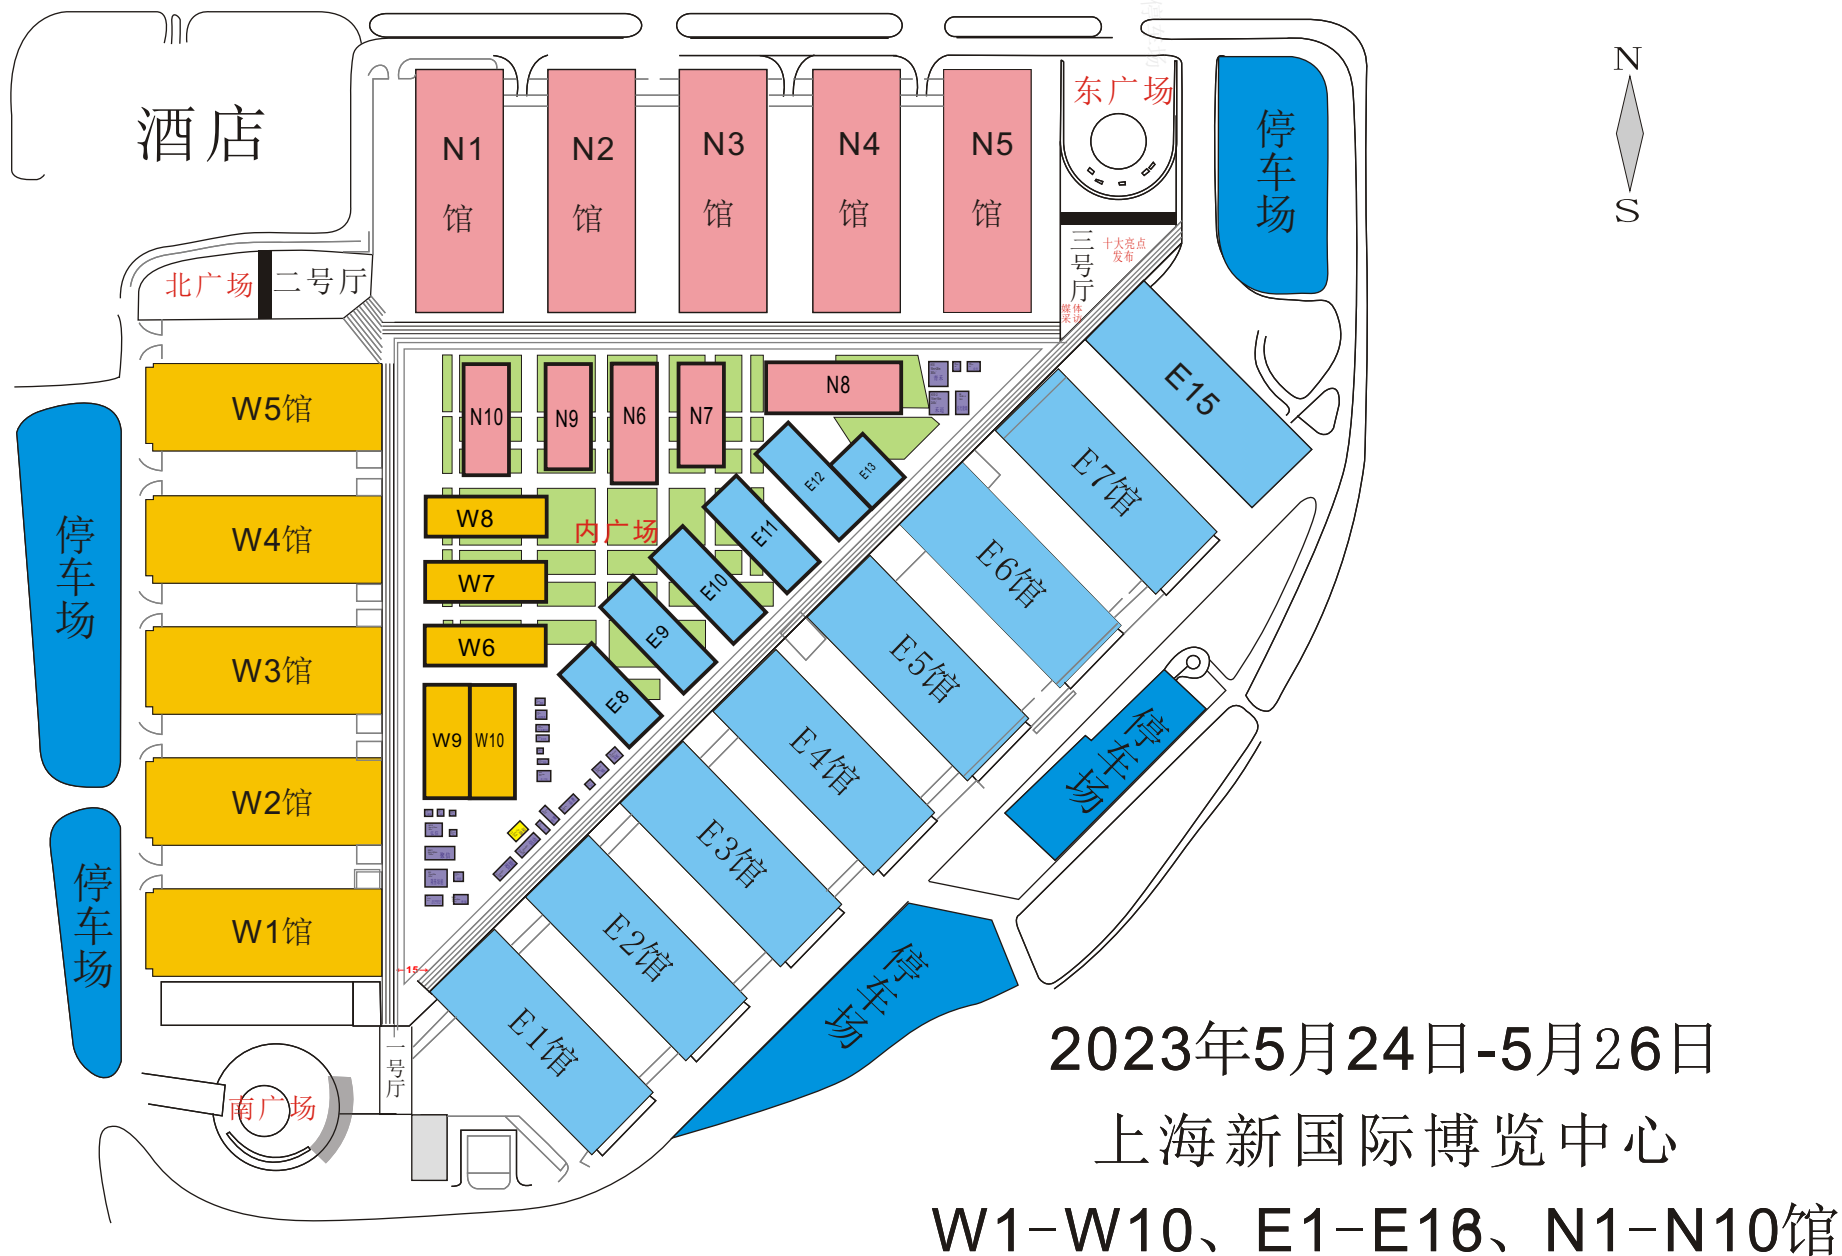 酒店
N1
馆
N2
馆
N3
馆
N4
馆
N5
馆
东广场
停车场
N
S
北广场
二号厅
三号厅
十大亮点
发布
媒体
采访
W5馆
W4馆
W3馆
W2馆
W1馆
停车场
停车场
N10
N9
N6
N7
N8
W8
W7
W6
W9
W10
内广场
E12
E13
E11
E10
E9
E8
E15
E7馆
E6馆
E5馆
E4馆
E3馆
E2馆
E1馆
停车场
停车场
←15→
一号厅
南广场
2023年5月24日-5月26日
上海新国际博览中心
W1-W10、E1-E16、N1-N10馆